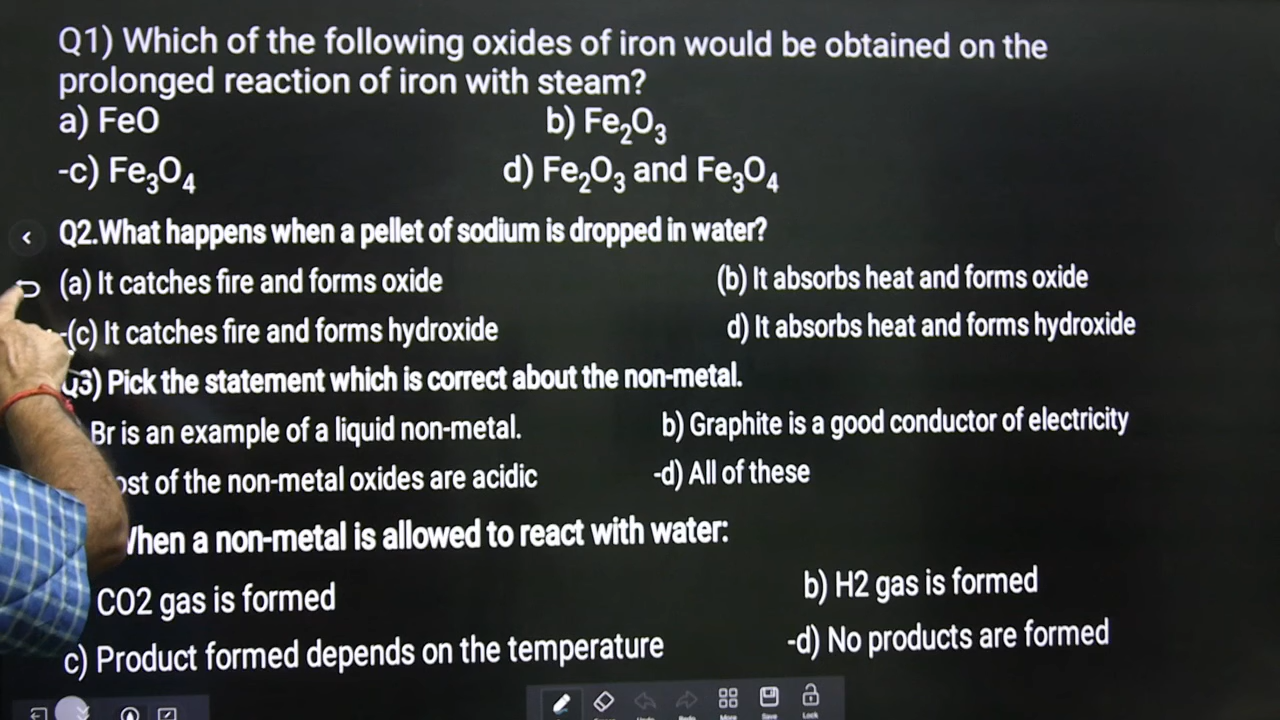 Q1) Which of the following oxides of iron would be obtained on the
prolonged reaction of iron with steam?
a) FeO b) Fe₂O₃
-c) Fe₃O₄ d) Fe₂O₃ and Fe₃O₄
Q2.What happens when a pellet of sodium is dropped in water?
(a) It catches fire and forms oxide (b) It absorbs heat and forms oxide
-(c) It catches fire and forms hydroxide d) It absorbs heat and forms hydroxide
Q3) Pick the statement which is correct about the non-metal.
Br is an example of a liquid non-metal. b) Graphite is a good conductor of electricity
of the non-metal oxides are acidic -d) All of these
When a non-metal is allowed to react with water:
CO2 gas is formed b) H2 gas is formed
c) Product formed depends on the temperature -d) No products are formed
More Save Lock